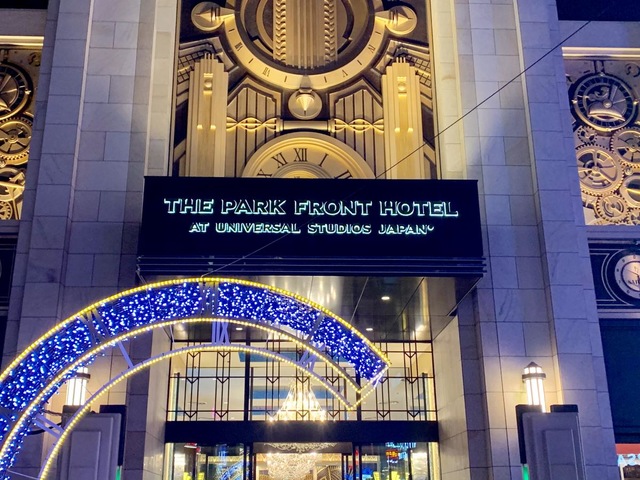 THE PARK FRONT HOTEL
AT UNIVERSAL STUDIOS JAPAN®